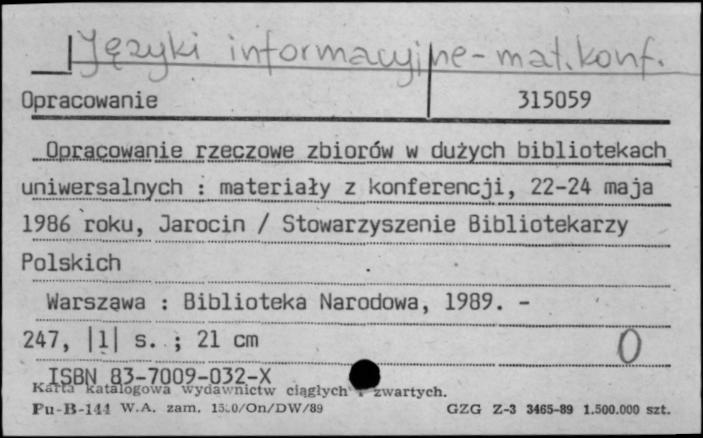 Języki informacyjne - mat. konf.
Opracowanie 315059
Opracowanie rzeczowe zbiorów w dużych bibliotekach
uniwersalnych : materiały z konferencji, 22-24 maja
1986 roku, Jarocin / Stowarzyszenie Bibliotekarzy
Polskich
Warszawa : Biblioteka Narodowa, 1989. -
247, |1| s. ; 21 cm
0
ISBN 83-7009-032-X
Karta katalogowa wydawnictw ciągłych i zwartych.
Pu-B-144 W.A. zam. /On/DW/89 GZG Z-3 3465-89 1.500.000 szt.